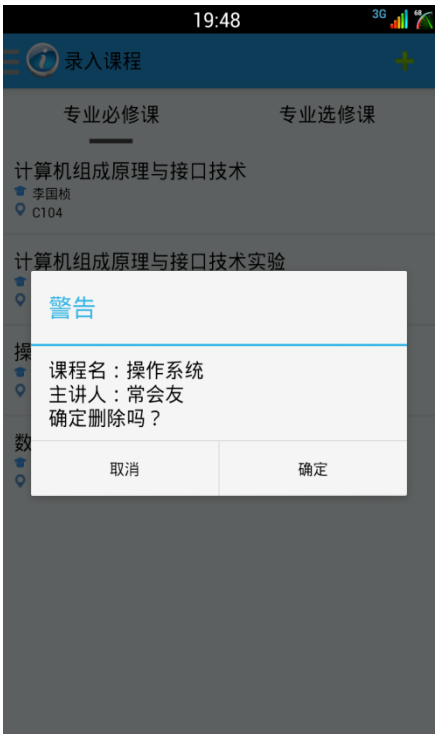 19:48
3G
68
录入课程
专业必修课
专业选修课
计算机组成原理与接口技术
李国桢
C104
计算机组成原理与接口技术实验
操
数
警告
课程名：操作系统
主讲人：常会友
确定删除吗？
取消
确定